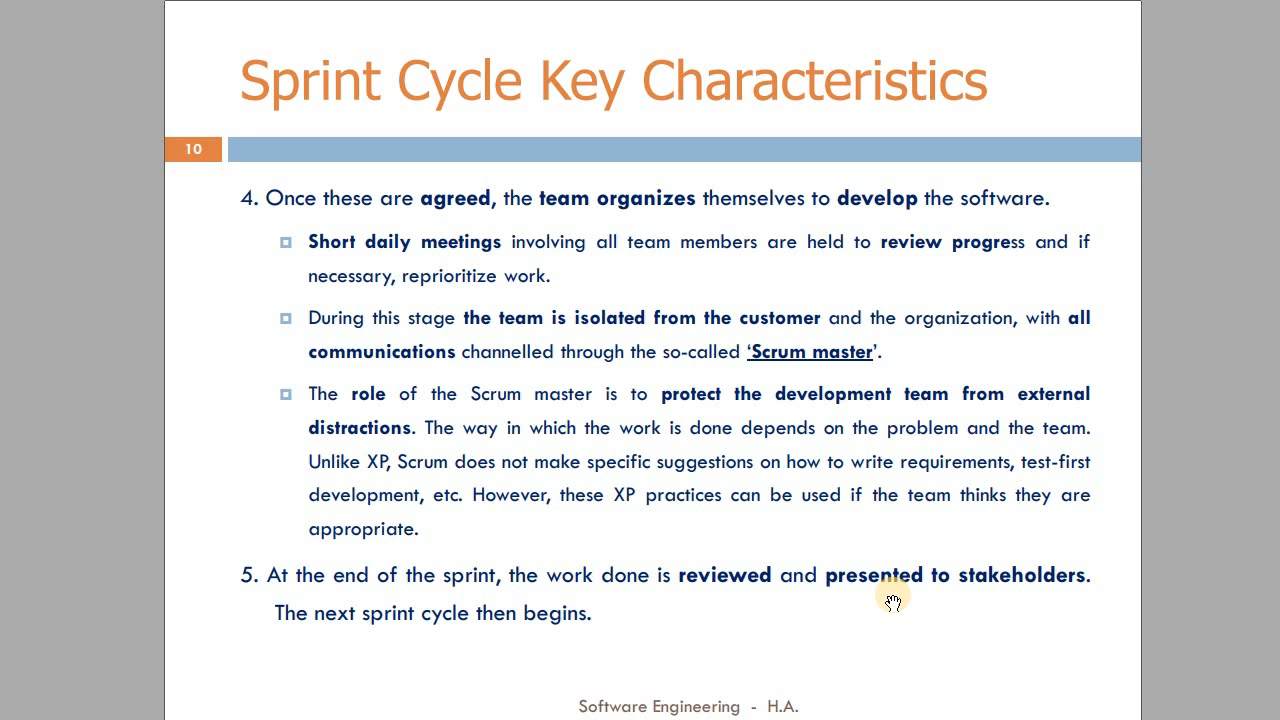 Sprint Cycle Key Characteristics
10
4. Once these are agreed, the team organizes themselves to develop the software.
Short daily meetings involving all team members are held to review progress and if
necessary, reprioritize work.
During this stage the team is isolated from the customer and the organization, with all
communications channelled through the so-called ‘Scrum master’.
The role of the Scrum master is to protect the development team from external
distractions. The way in which the work is done depends on the problem and the team.
Unlike XP, Scrum does not make specific suggestions on how to write requirements, test-first
development, etc. However, these XP practices can be used if the team thinks they are
appropriate.
5. At the end of the sprint, the work done is reviewed and presented to stakeholders.
The next sprint cycle then begins.
Software Engineering - H.A.